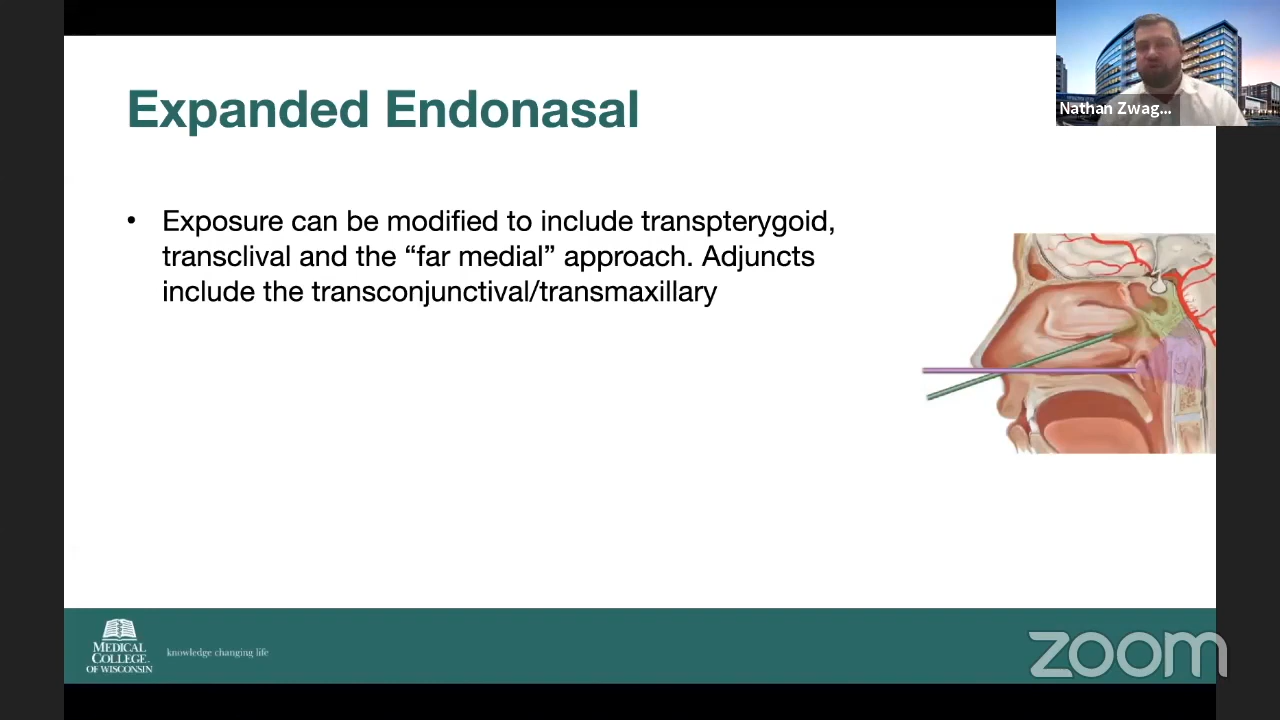 Expanded Endonasal
Nathan Zwag...
• Exposure can be modified to include transpterygoid,
transclival and the “far medial” approach. Adjuncts
include the transconjunctival/transmaxillary
MEDICAL
COLLEGE
OF WISCONSIN
knowledge changing life
zoom